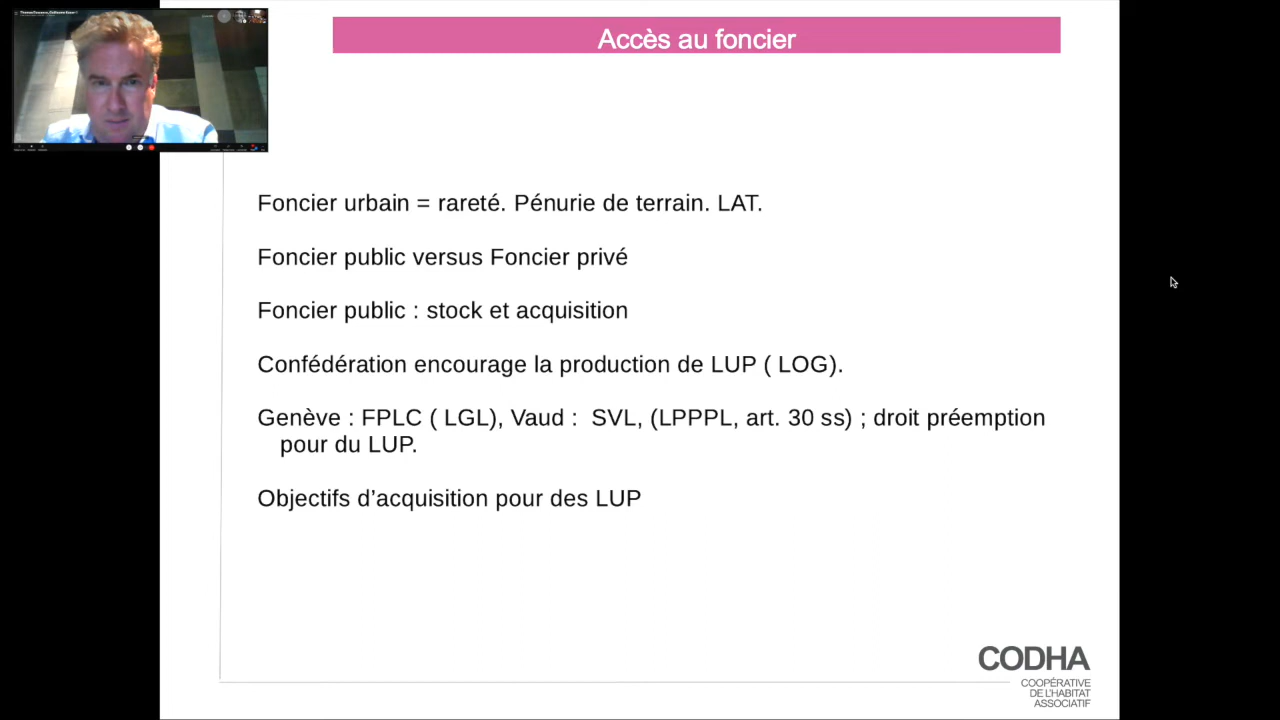 Accès au foncier
Foncier urbain = rareté. Pénurie de terrain. LAT.
Foncier public versus Foncier privé
Foncier public : stock et acquisition
Confédération encourage la production de LUP ( LOG).
Genève : FPLC ( LGL), Vaud :  SVL, (LPPPL, art. 30 ss) ; droit préemption
pour du LUP.
Objectifs d’acquisition pour des LUP
CODHA
COOPÉRATIVE
DE L'HABITAT
ASSOCIATIF